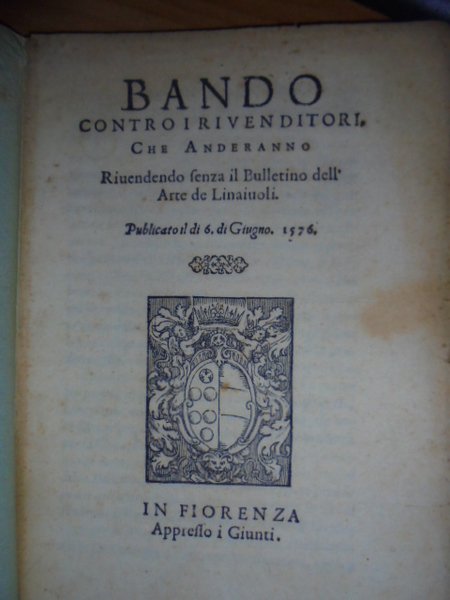 BANDO
CONTRO I RIVENDITORI,
CHE ANDERANNO
Riuendendo ſenza il Bulletino dell'
Arte de Linaiuoli.
Publicato il di 6. di Giugno. 1576.
IN FIORENZA
Appreſſo i Giunti.